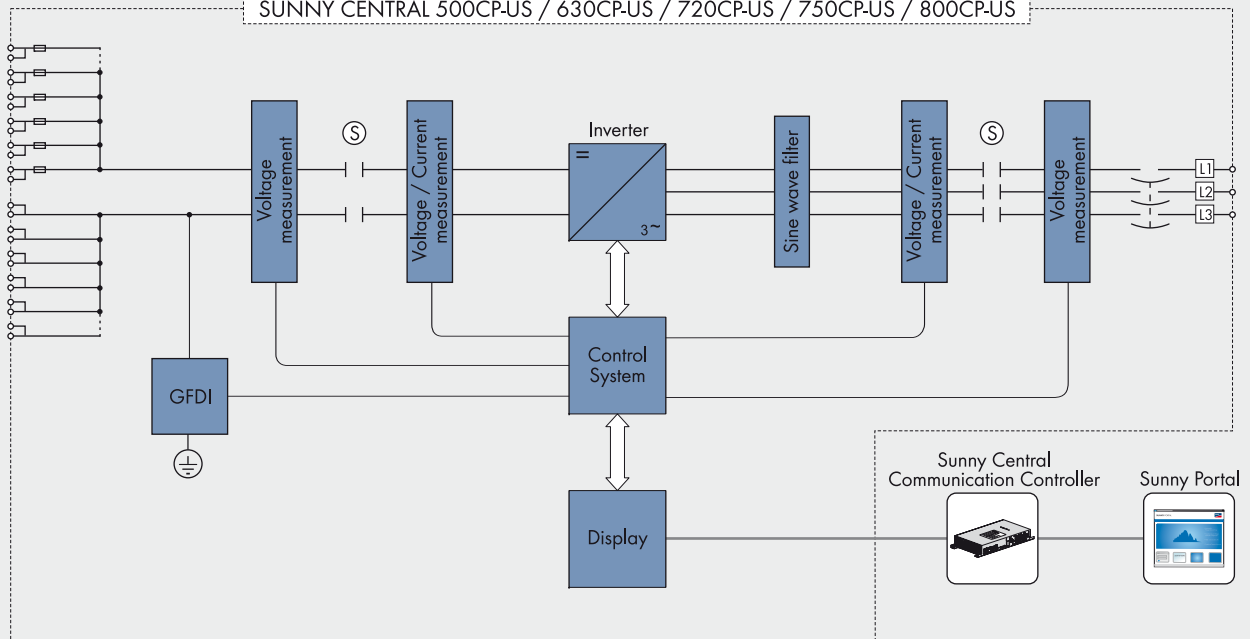 SUNNY CENTRAL 500CP-US / 630CP-US / 720CP-US / 750CP-US / 800CP-US
Voltage
measurement
S
Voltage / Current
measurement
Inverter
=
3~
Sine wave filter
Voltage / Current
measurement
S
Voltage
measurement
L1
L2
L3
GFDI
Control
System
Display
Sunny Central
Communication Controller
Sunny Portal